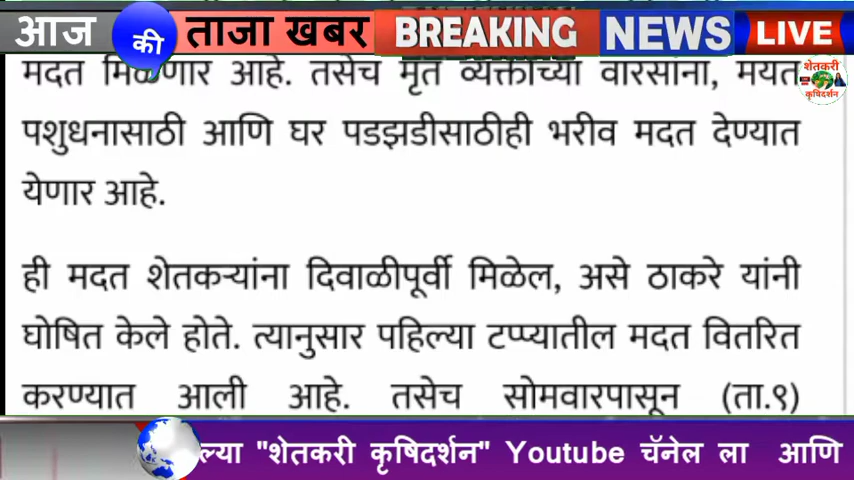 आज की ताजा खबर BREAKING NEWS LIVE
शेतकरी
कृषिदर्शन
मदत मिळणार आहे. तसेच मृत व्यक्तींच्या वारसांना, मयत
पशुधनासाठी आणि घर पडझडीसाठीही भरीव मदत देण्यात
येणार आहे.
ही मदत शेतकऱ्यांना दिवाळीपूर्वी मिळेल, असे ठाकरे यांनी
घोषित केले होते. त्यानुसार पहिल्या टप्प्यातील मदत वितरित
करण्यात आली आहे. तसेच सोमवारपासून (ता.९)
ल्या "शेतकरी कृषिदर्शन" Youtube चॅनेल ला आणि